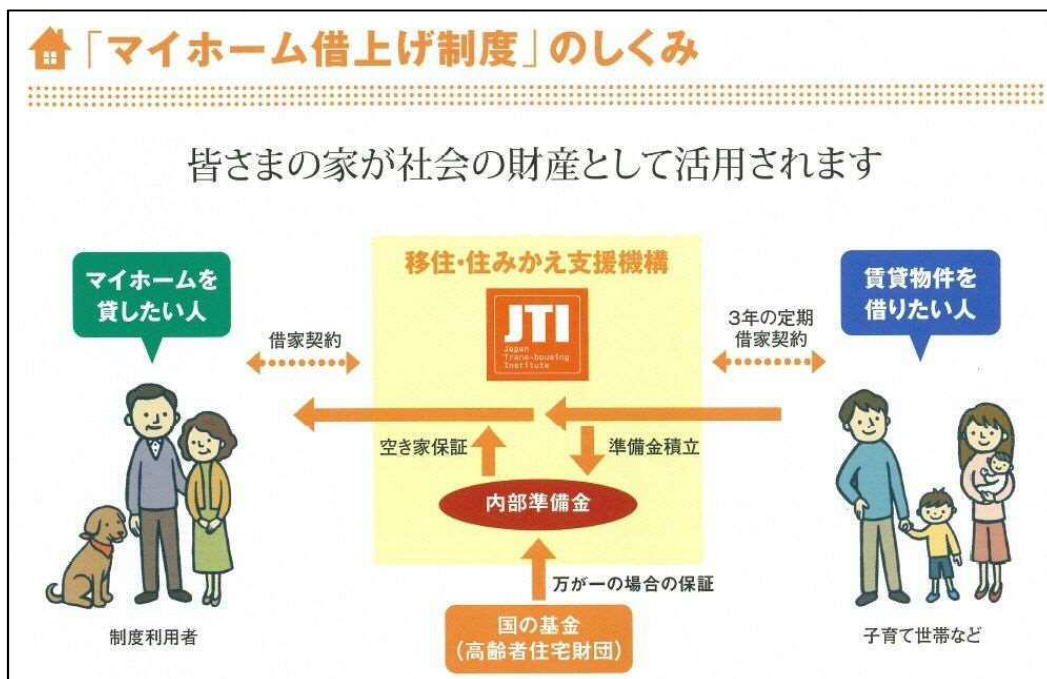 「マイホーム借上げ制度」のしくみ
皆さまの家が社会の財産として活用されます
マイホームを
貸したい人
借家契約
移住・住みかえ支援機構
JTI
Japan
Trans-housing
Institute
3年の定期
借家契約
賃貸物件を
借りたい人
空き家保証
準備金積立
内部準備金
万が一の場合の保証
国の基金
(高齢者住宅財団)
制度利用者
子育て世帯など